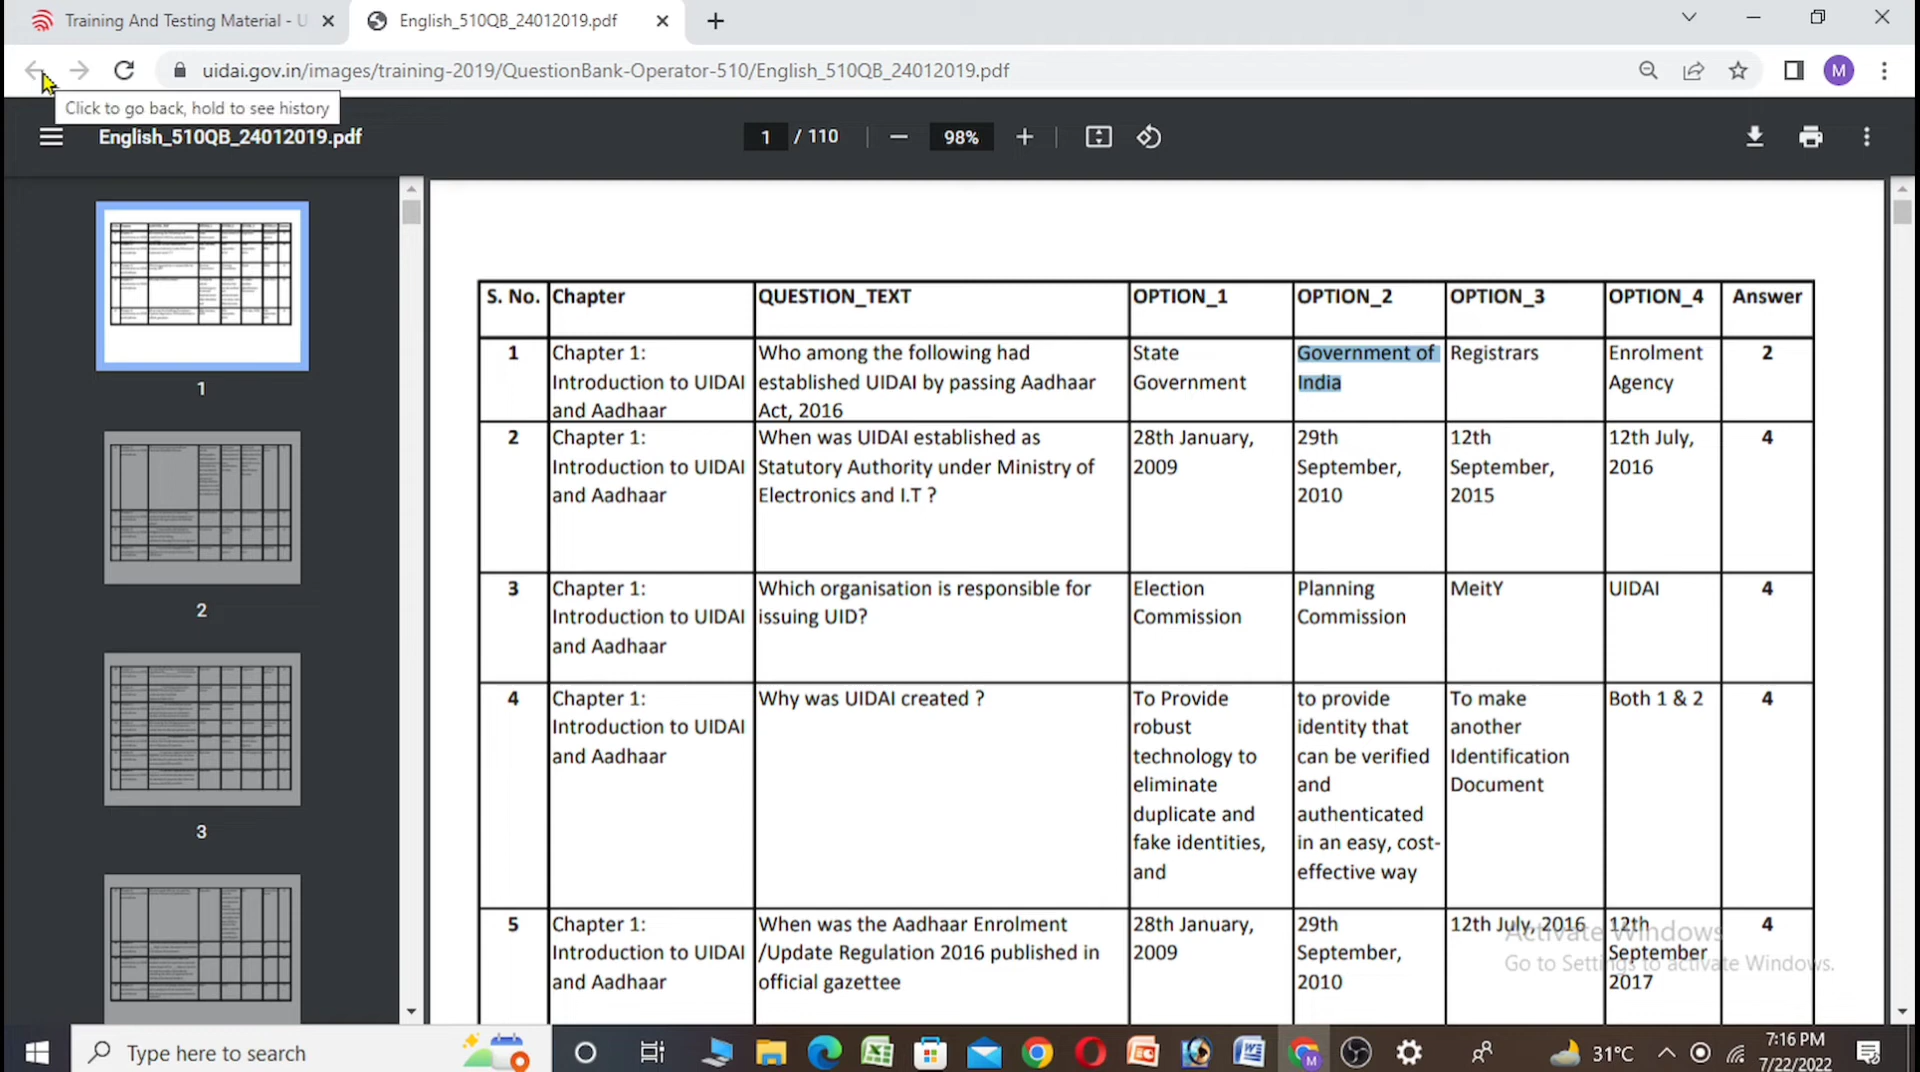 Training And Testing Material - U
English_510QB_24012019.pdf
uidai.gov.in/images/training-2019/QuestionBank-Operator-510/English_510QB_24012019.pdf
M
Click to go back, hold to see history
English_510QB_24012019.pdf
1 / 110
98%
1
2
3
S. No. Chapter QUESTION_TEXT OPTION_1 OPTION_2 OPTION_3 OPTION_4 Answer
1 Chapter 1: Who among the following had State Government of Registrars Enrolment 2
Introduction to UIDAI established UIDAI by passing Aadhaar Government India Agency
and Aadhaar Act, 2016
2 Chapter 1: When was UIDAI established as 28th January, 29th 12th 12th July, 4
Introduction to UIDAI Statutory Authority under Ministry of 2009 September, September, 2016
and Aadhaar Electronics and I.T ? 2010 2015
3 Chapter 1: Which organisation is responsible for Election Planning MeitY UIDAI 4
Introduction to UIDAI issuing UID? Commission Commission
and Aadhaar
4 Chapter 1: Why was UIDAI created ? To Provide to provide To make Both 1 & 2 4
Introduction to UIDAI robust identity that another
and Aadhaar technology to can be verified Identification
eliminate and Document
duplicate and authenticated
fake identities, in an easy, cost-
and effective way
5 Chapter 1: When was the Aadhaar Enrolment 28th January, 29th 12th July, 2016 12th 4
Introduction to UIDAI /Update Regulation 2016 published in 2009 September, September
and Aadhaar official gazettee 2010 2017
Activate Windows
Go to Settings to activate Windows.
Type here to search
31°C
7:16 PM
7/22/2022